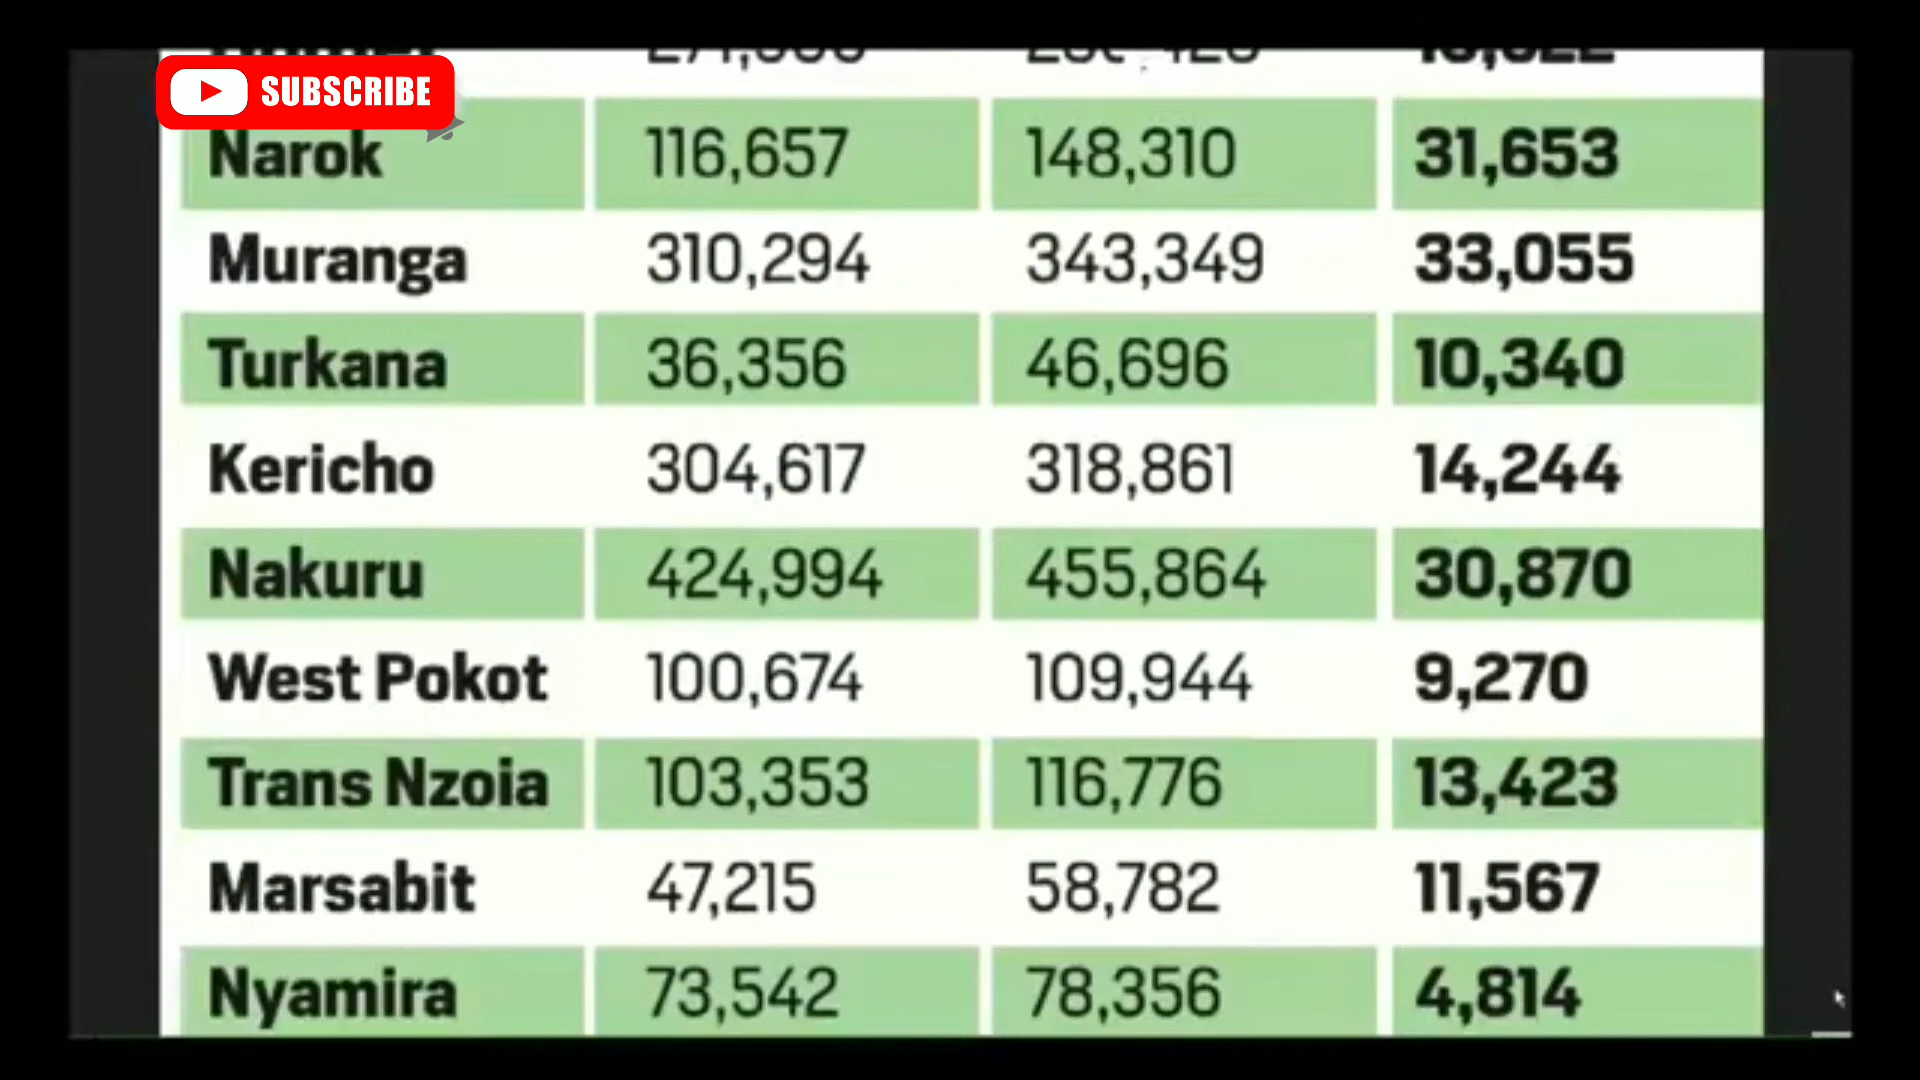 SUBSCRIBE
Narok 116,657 148,310 31,653
Muranga 310,294 343,349 33,055
Turkana 36,356 46,696 10,340
Kericho 304,617 318,861 14,244
Nakuru 424,994 455,864 30,870
West Pokot 100,674 109,944 9,270
Trans Nzoia 103,353 116,776 13,423
Marsabit 47,215 58,782 11,567
Nyamira 73,542 78,356 4,814